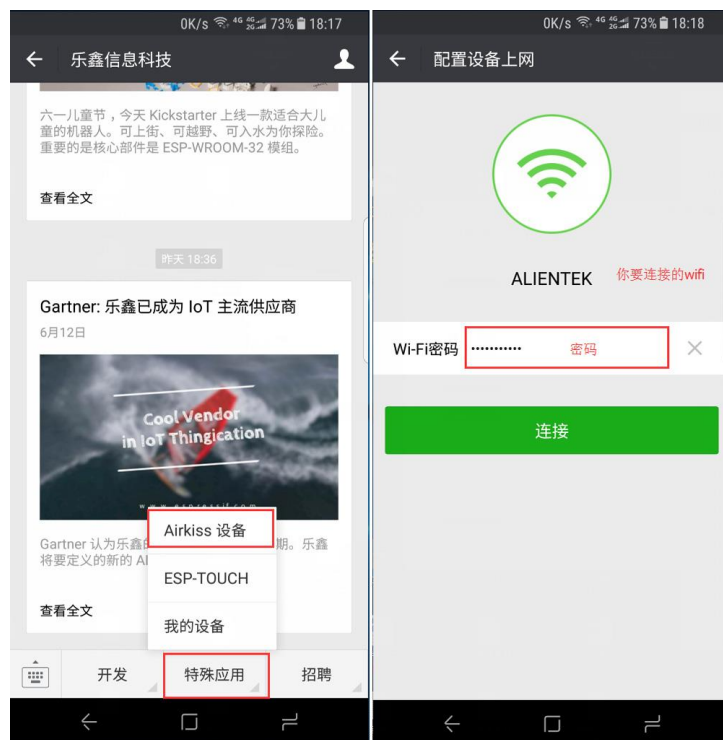 0K/s 4G 4G 2G 73% 18:17
乐鑫信息科技
六一儿童节，今天 Kickstarter 上线一款适合大儿
童的机器人。可上街、可越野、可入水为你探险。
重要的是核心部件是 ESP-WROOM-32 模组。
查看全文
昨天 18:36
Gartner: 乐鑫已成为 IoT 主流供应商
6月12日
Cool Vendor
in IoT Thingication
www.espressif.com
Gartner 认为乐鑫的
期。乐鑫
将要定义的新的 AI
查看全文
Airkiss 设备
ESP-TOUCH
我的设备
开发
特殊应用
招聘
0K/s 4G 4G 2G 73% 18:18
配置设备上网
ALIENTEK
你要连接的wifi
Wi-Fi密码
密码
连接